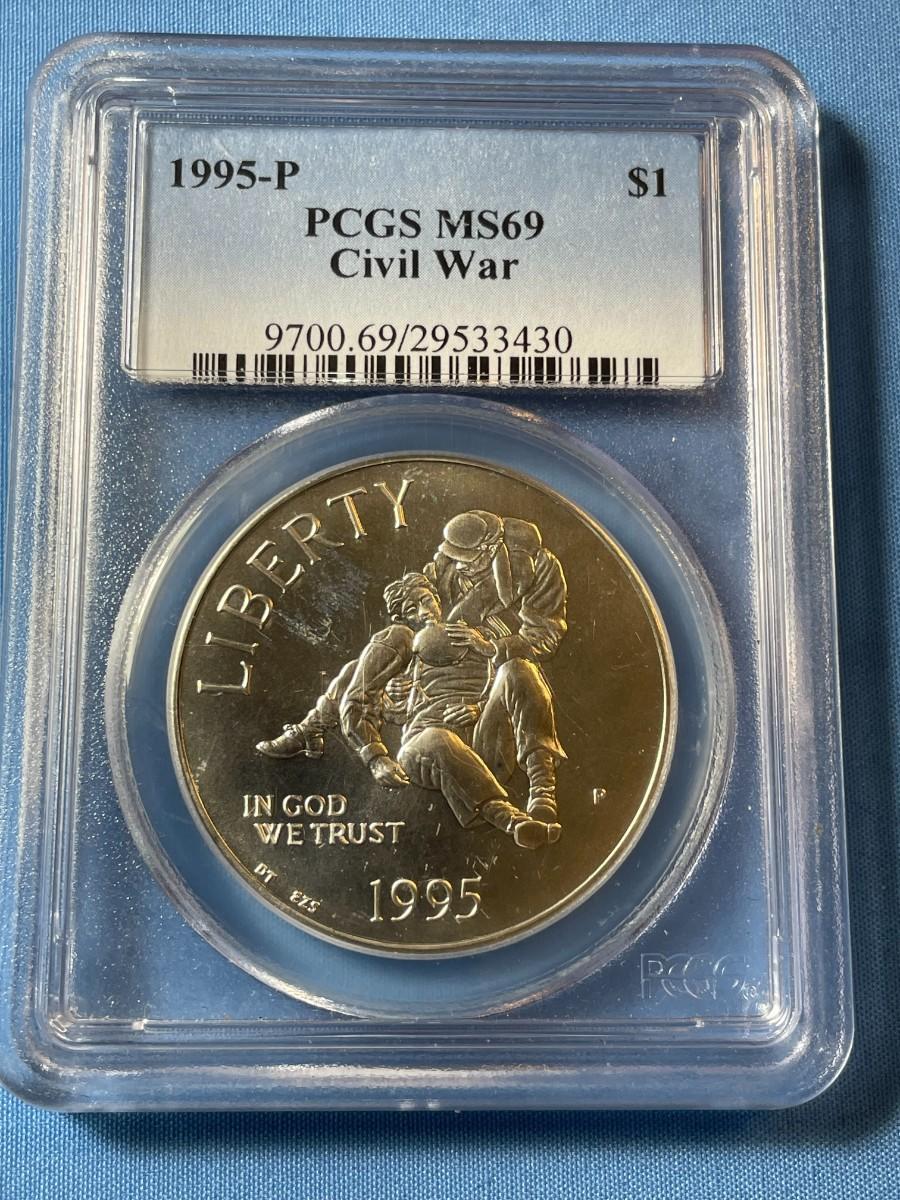 1995-P $1
PCGS MS69
Civil War
9700.69/29533430
LIBERTY
IN GOD
WE TRUST
P
DT EZS
1995
PCGS